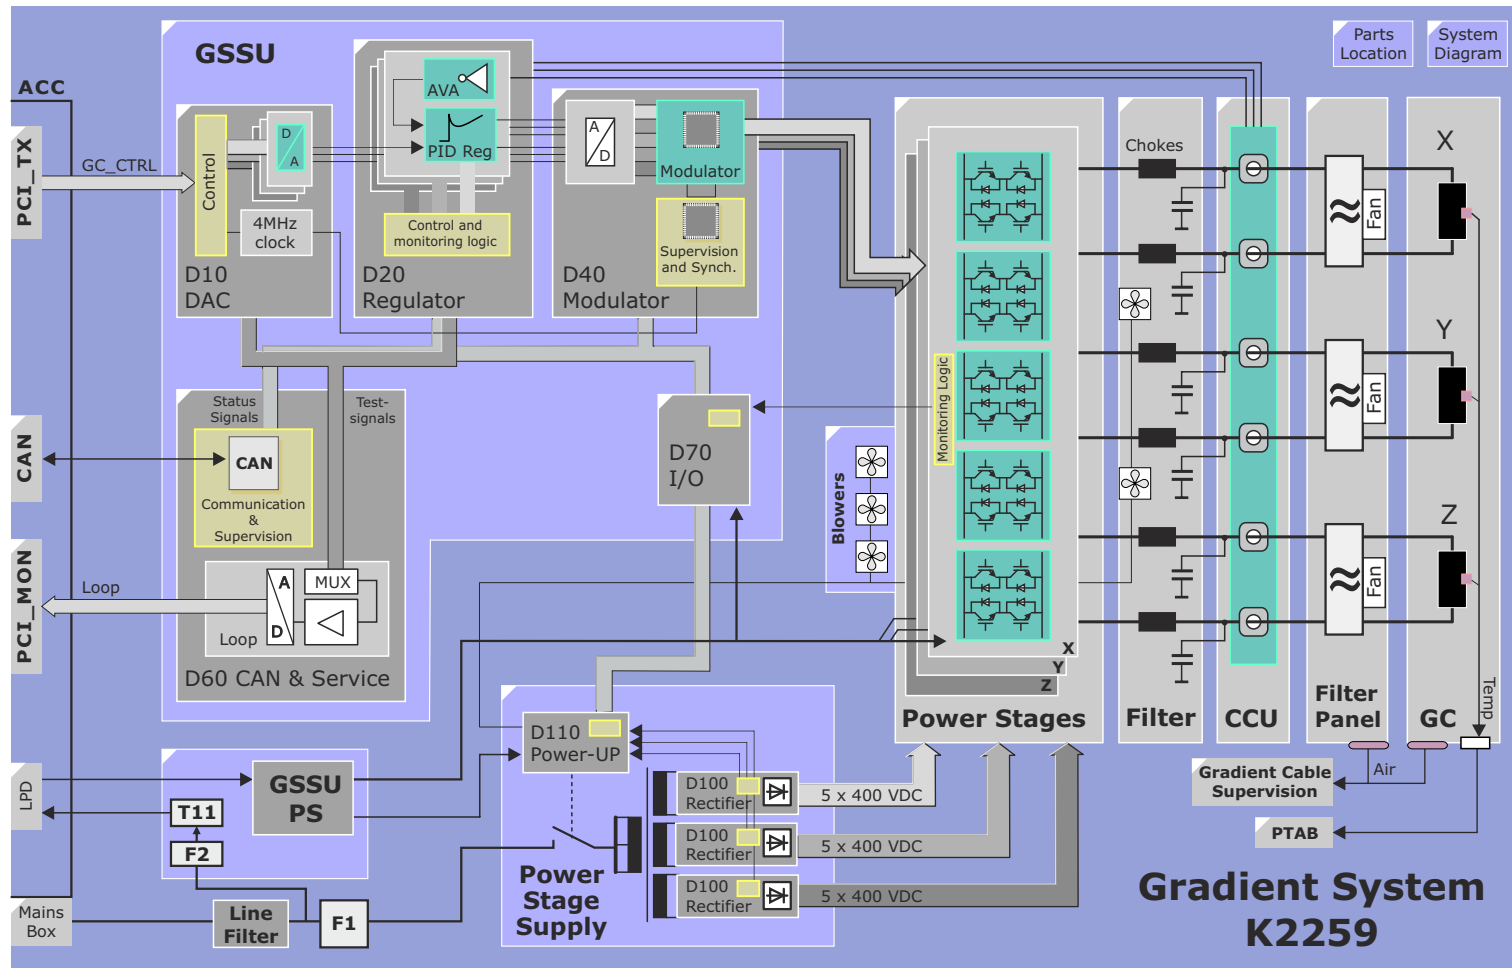 Parts
Location
System
Diagram
GSSU
ACC
PCI_TX
GC_CTRL
Control
D
A
4MHz
clock
D10
DAC
AVA
PID Reg
Control and
monitoring logic
D20
Regulator
A
D
Modulator
Supervision
and Synch.
D40
Modulator
Status
Signals
Test-
signals
CAN
CAN
Communication
&
Supervision
PCI_MON
Loop
A
D
MUX
Loop
D60 CAN & Service
D70
I/O
Blowers
Monitoring Logic
X
Y
Z
Power Stages
Chokes
Filter
CCU
Fan
Fan
Fan
Filter
Panel
X
Y
Z
Temp
GC
Air
Gradient Cable
Supervision
PTAB
LPD
GSSU
PS
T11
F2
Mains
Box
Line
Filter
F1
D110
Power-UP
D100
Rectifier
5 x 400 VDC
D100
Rectifier
5 x 400 VDC
D100
Rectifier
5 x 400 VDC
Power
Stage
Supply
Gradient System
K2259